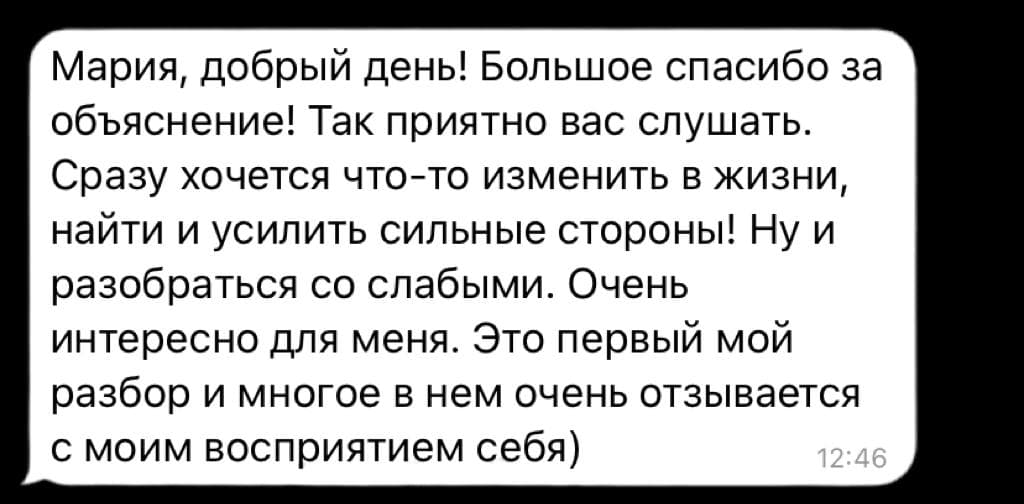 Мария, добрый день! Большое спасибо за
объяснение! Так приятно вас слушать.
Сразу хочется что-то изменить в жизни,
найти и усилить сильные стороны! Ну и
разобраться со слабыми. Очень
интересно для меня. Это первый мой
разбор и многое в нем очень отзывается
с моим восприятием себя)
12:46